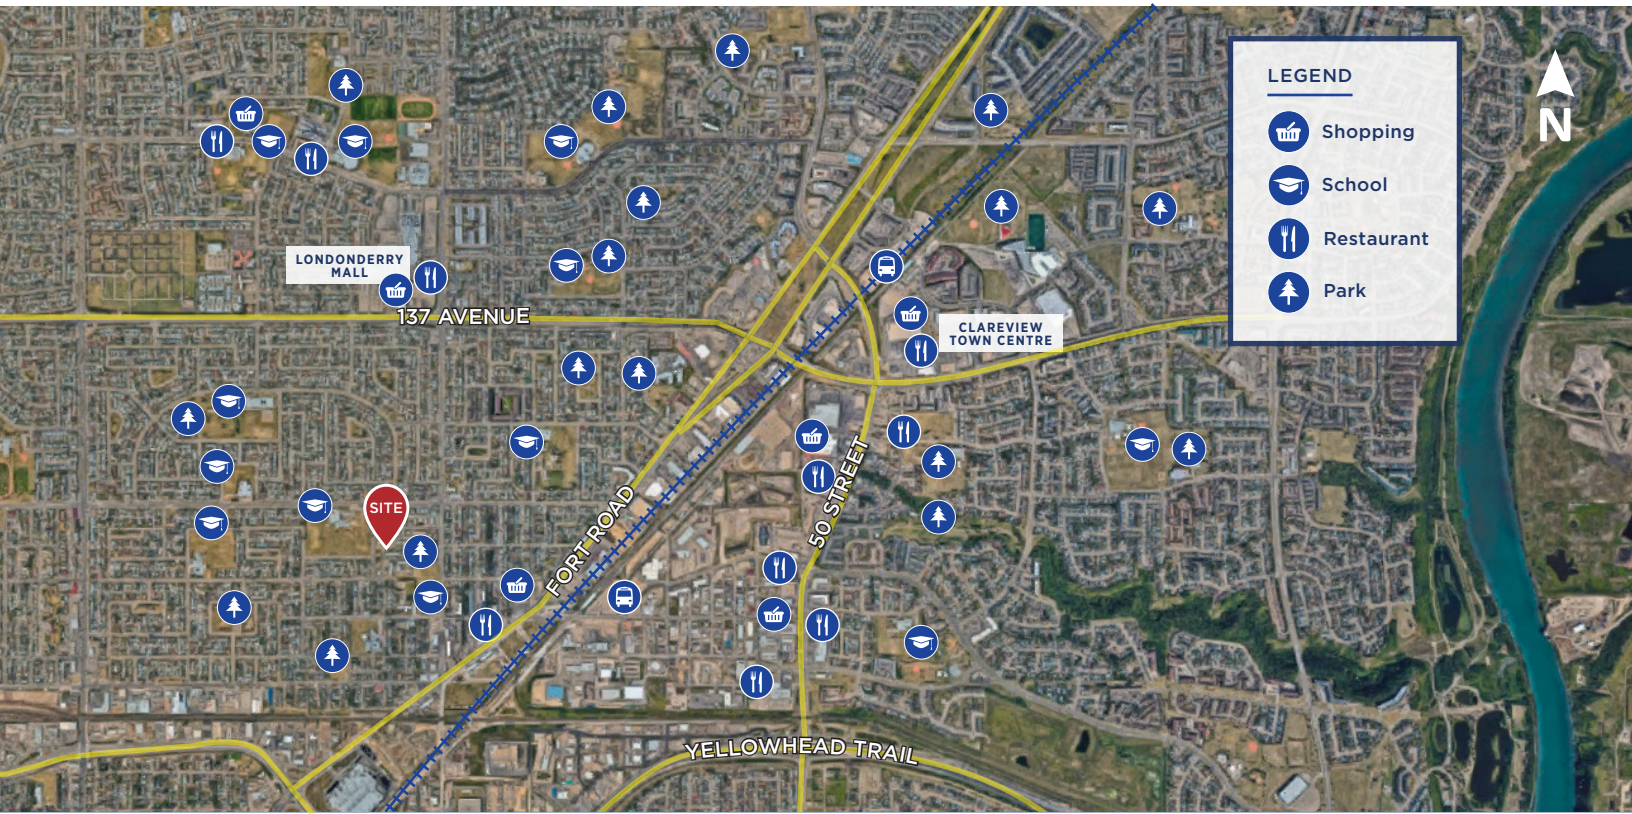 LEGEND
Shopping
School
Restaurant
Park
N
LONDONDERRY
MALL
137 AVENUE
CLAREVIEW
TOWN CENTRE
SITE
FORT ROAD
50 STREET
YELLOWHEAD TRAIL